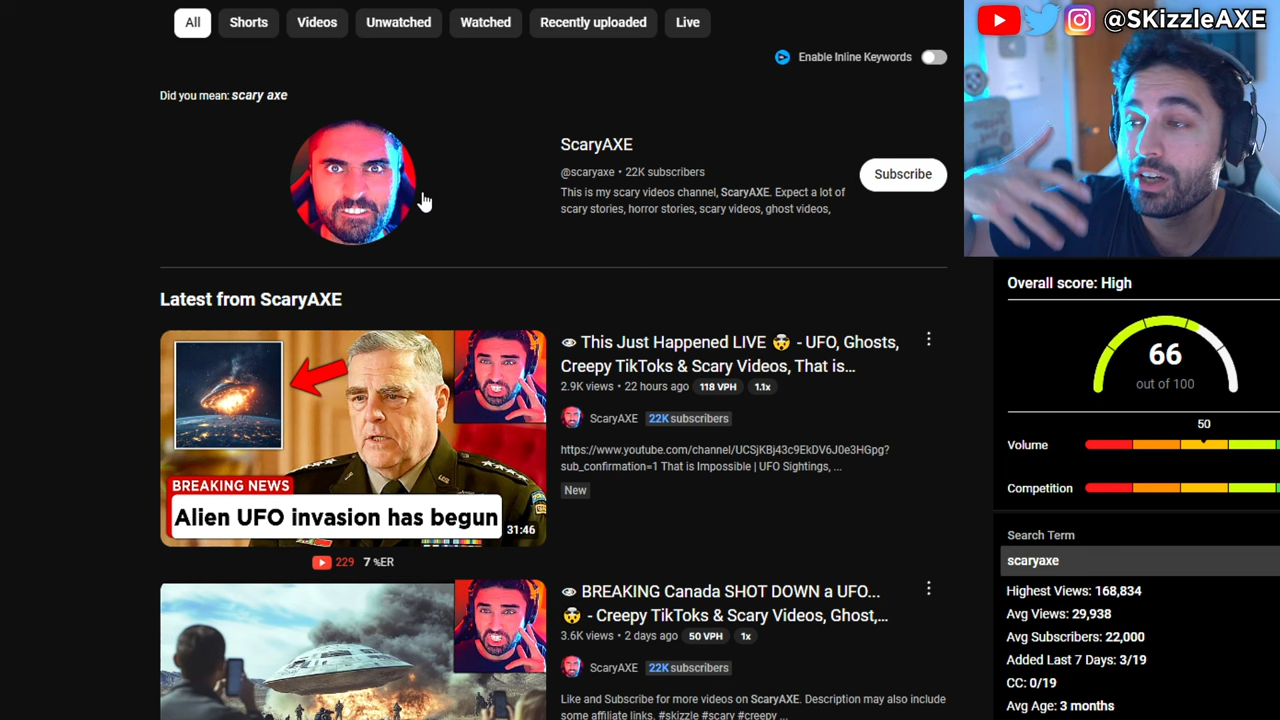 All
Shorts
Videos
Unwatched
Watched
Recently uploaded
Live
@SKizzleAXE
Enable Inline Keywords
Did you mean: scary axe
ScaryAXE
@scaryaxe • 22K subscribers
This is my scary videos channel, ScaryAXE. Expect a lot of
scary stories, horror stories, scary videos, ghost videos,
Subscribe
Latest from ScaryAXE
BREAKING NEWS
Alien UFO invasion has begun
31:46
This Just Happened LIVE 🤯 - UFO, Ghosts,
Creepy TikToks & Scary Videos, That is...
2.9K views • 22 hours ago 118 VPH 1.1x
ScaryAXE 22K subscribers
https://www.youtube.com/channel/UCSjKBj43c9EkDV6J0e3HGpg?
sub_confirmation=1 That is Impossible | UFO Sightings, ...
New
229 7 %ER
BREAKING Canada SHOT DOWN a UFO...
🤯 - Creepy TikToks & Scary Videos, Ghost,...
3.6K views • 2 days ago 50 VPH 1x
ScaryAXE 22K subscribers
Like and Subscribe for more videos on ScaryAXE. Description may also include
some affiliate links. #skizzle #scary #creepy ...
Overall score: High
66
out of 100
50
Volume
Competition
Search Term
scaryaxe
Highest Views: 168,834
Avg Views: 29,938
Avg Subscribers: 22,000
Added Last 7 Days: 3/19
CC: 0/19
Avg Age: 3 months